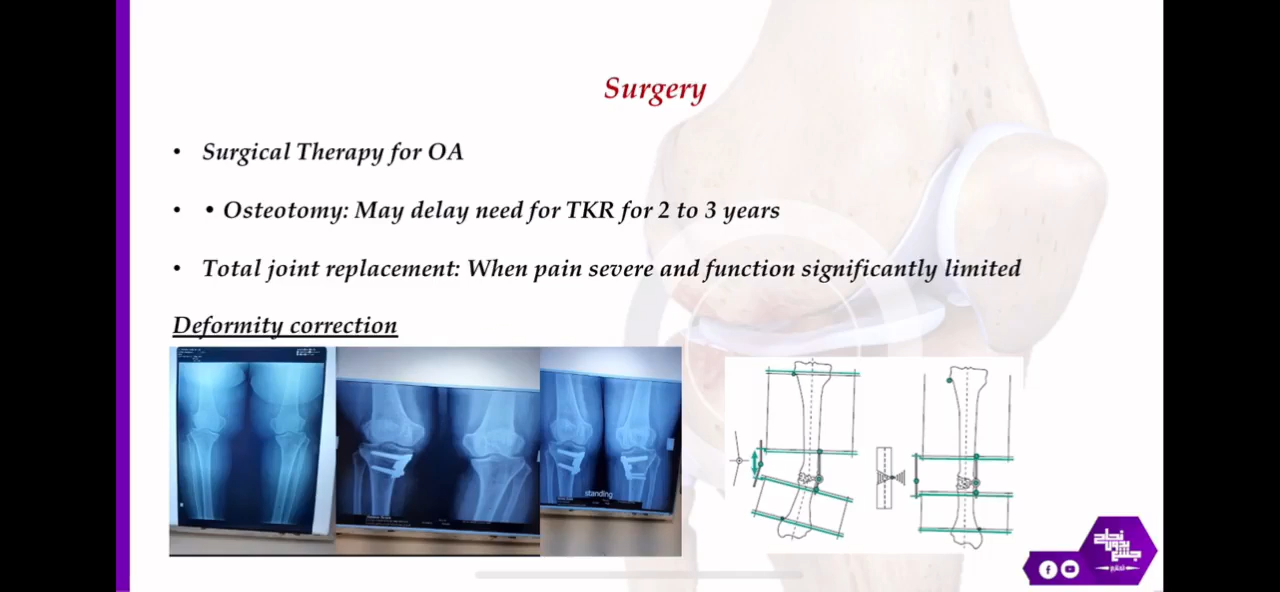 Surgery
• Surgical Therapy for OA
• • Osteotomy: May delay need for TKR for 2 to 3 years
• Total joint replacement: When pain severe and function significantly limited
Deformity correction
standing